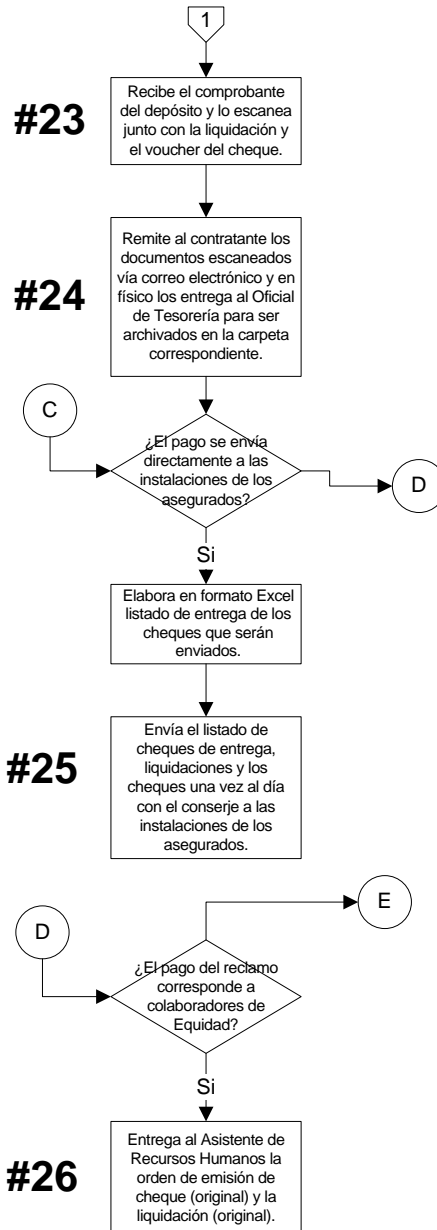 1
#23
Recibe el comprobante
del depósito y lo escanea
junto con la liquidación y
el voucher del cheque.
#24
Remite al contratante los
documentos escaneados
vía correo electrónico y en
físico los entrega al Oficial
de Tesorería para ser
archivados en la carpeta
correspondiente.
C
¿El pago se envía
directamente a las
instalaciones de los
asegurados?
D
Si
Elabora en formato Excel
listado de entrega de los
cheques que serán
enviados.
#25
Envía el listado de
cheques de entrega,
liquidaciones y los
cheques una vez al día
con el conserje a las
instalaciones de los
asegurados.
E
D
¿El pago del reclamo
corresponde a
colaboradores de
Equidad?
Si
#26
Entrega al Asistente de
Recursos Humanos la
orden de emisión de
cheque (original) y la
liquidación (original).